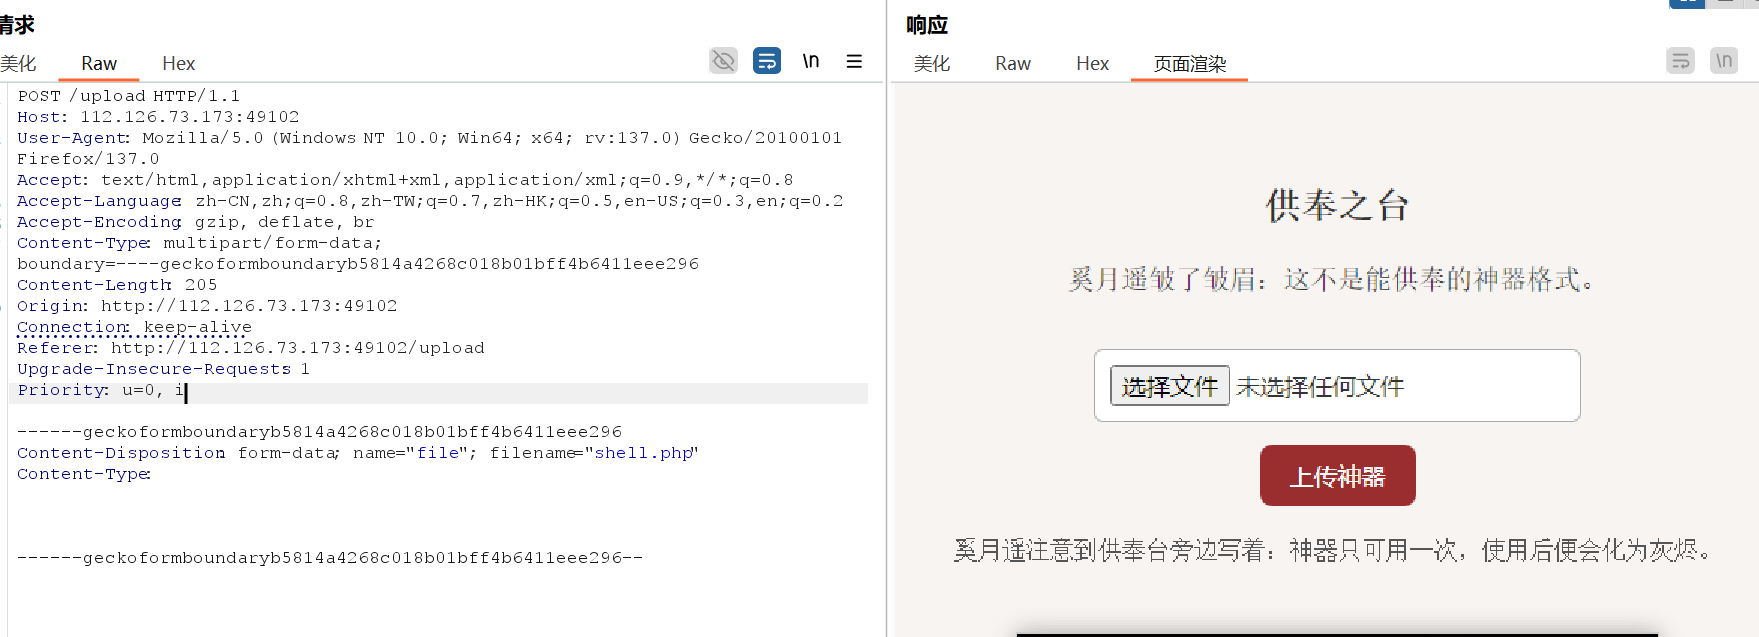 请求
美化 Raw Hex \n
POST /upload HTTP/1.1
Host: 112.126.73.173:49102
User-Agent: Mozilla/5.0 (Windows NT 10.0; Win64; x64; rv:137.0) Gecko/20100101
Firefox/137.0
Accept: text/html,application/xhtml+xml,application/xml;q=0.9,*/*;q=0.8
Accept-Language: zh-CN,zh;q=0.8,zh-TW;q=0.7,zh-HK;q=0.5,en-US;q=0.3,en;q=0.2
Accept-Encoding: gzip, deflate, br
Content-Type: multipart/form-data;
boundary=----geckoformboundaryb5814a4268c018b01bff4b6411eee296
Content-Length: 205
Origin: http://112.126.73.173:49102
Connection: keep-alive
Referer: http://112.126.73.173:49102/upload
Upgrade-Insecure-Requests: 1
Priority: u=0, i
------geckoformboundaryb5814a4268c018b01bff4b6411eee296
Content-Disposition: form-data; name="file"; filename="shell.php"
Content-Type:
------geckoformboundaryb5814a4268c018b01bff4b6411eee296--
响应
美化 Raw Hex 页面渲染 \n
供奉之台
奚月遥皱了皱眉：这不是能供奉的神器格式。
选择文件 未选择任何文件
上传神器
奚月遥注意到供奉台旁边写着：神器只可用一次，使用后便会化为灰烬。